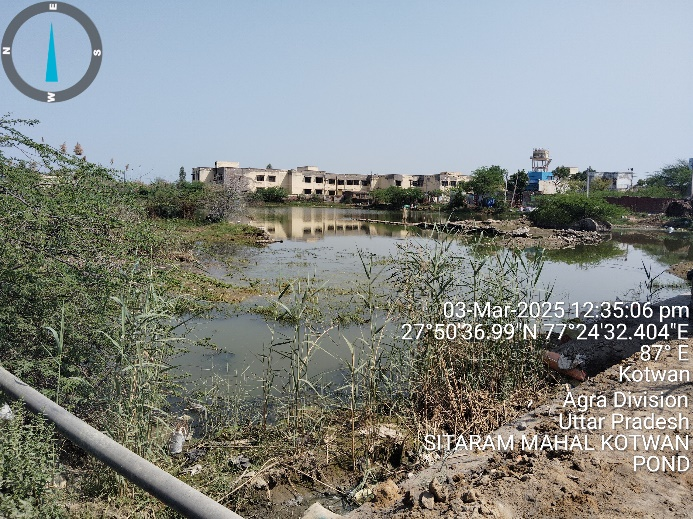 E
N
S
W
03-Mar-2025 12:35:06 pm
27°50'36.99"N 77°24'32.404"E
87° E
Kotwan
Agra Division
Uttar Pradesh
SITARAM MAHAL KOTWAN
POND